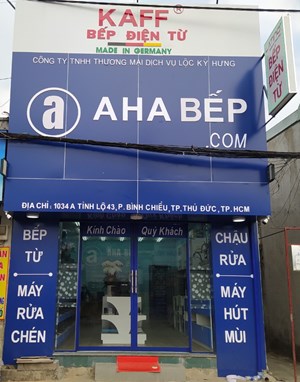 KAFF®
BẾP ĐIỆN TỪ
MADE IN GERMANY
CÔNG TY TNHH THƯƠNG MẠI DỊCH VỤ LỘC KỲ HƯNG
a AHA BẾP
.COM
ĐỊA CHỈ: 1034 A TỈNH LỘ 43, P. BÌNH CHIỂU, TP. THỦ ĐỨC, TP. HCM
Kính Chào Quý Khách
BẾP TỪ
MÁY RỬA CHÉN
CHẬU RỬA
MÁY HÚT MÙI
BẾP ĐIỆN TỪ